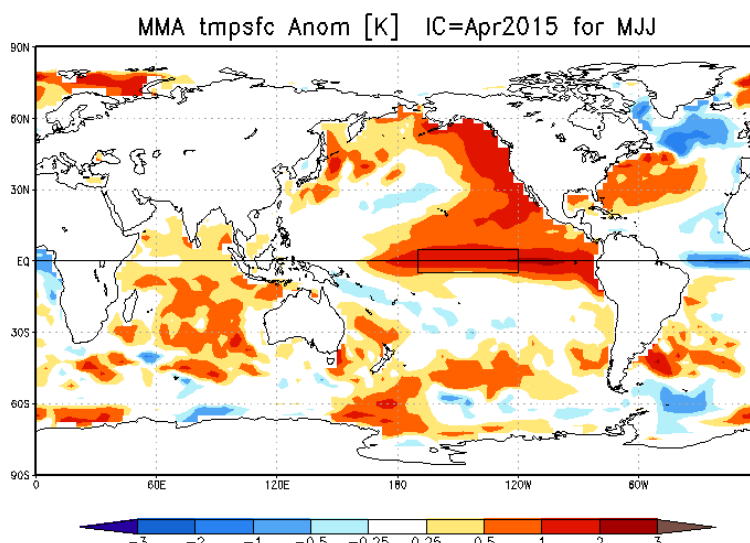 MMA tmpsfc Anom [K] IC=Apr2015 for MJJ
90N
60N
30N
EQ
30S
60S
90S
0 60E 120E 180 120W 60W
-3 -2 -1 -0.5 -0.25 0.25 0.5 1 2 3